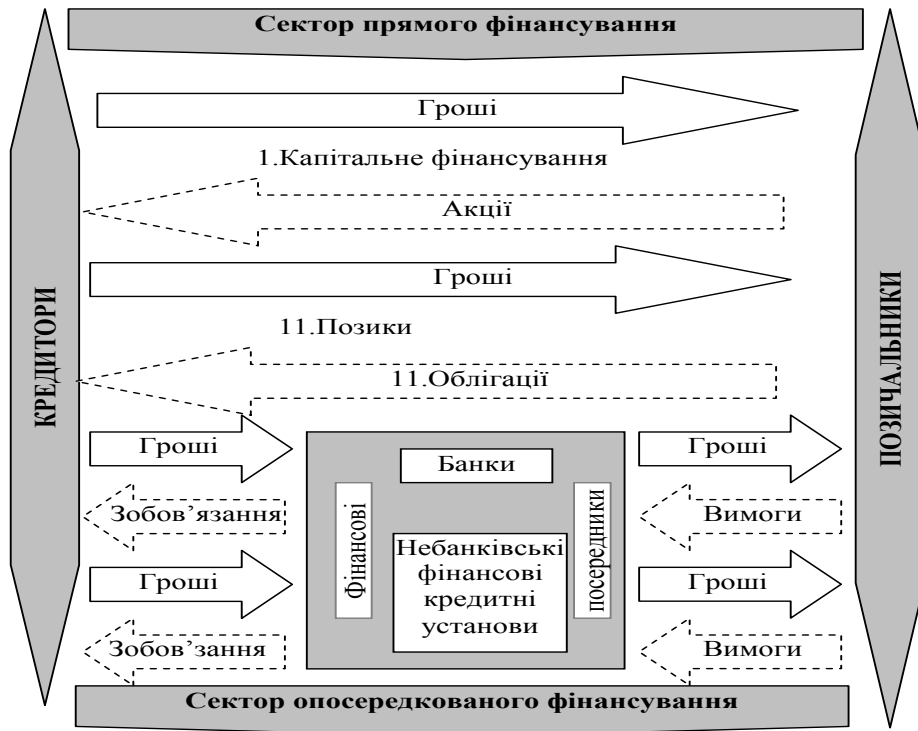 Сектор прямого фінансування
Гроші
1.Капітальне фінансування
Акції
Гроші
11.Позики
11.Облігації
КРЕДИТОРИ
ПОЗИЧАЛЬНИКИ
Гроші
Зобов’язання
Гроші
Зобов’зання
Банки
Фінансові
посередники
Небанківські
фінансові
кредитні
установи
Гроші
Вимоги
Гроші
Вимоги
Сектор опосередкованого фінансування